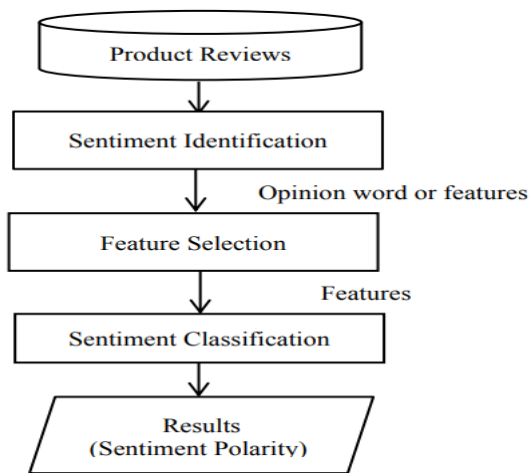 Product Reviews
Sentiment Identification
Opinion word or features
Feature Selection
Features
Sentiment Classification
Results
(Sentiment Polarity)